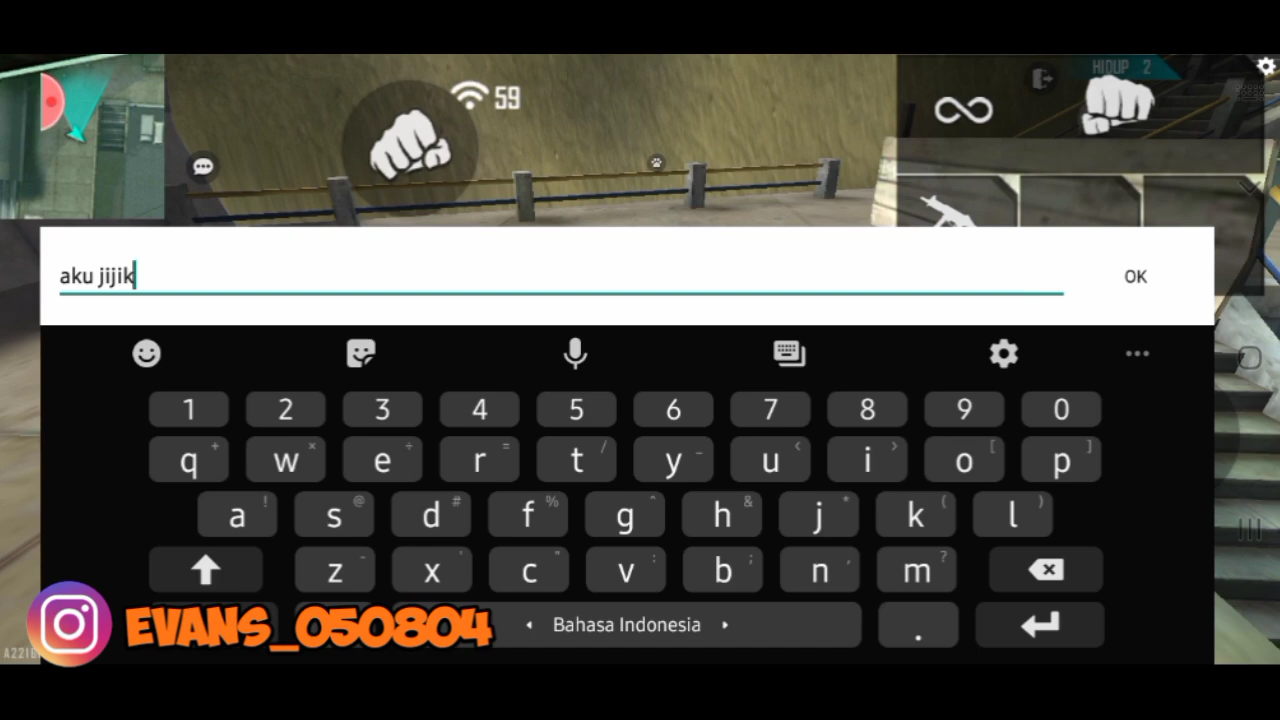 59
HIDUP 2
aku jijik
OK
1 2 3 4 5 6 7 8 9 0
q + w × e ÷ r = t / y _ u < i > o [ p ]
a ! s @ d # f % g ^ h & j * k ( l )
z - x ' c " v : b ; n , m ?
EVANS_050804
Bahasa Indonesia
.